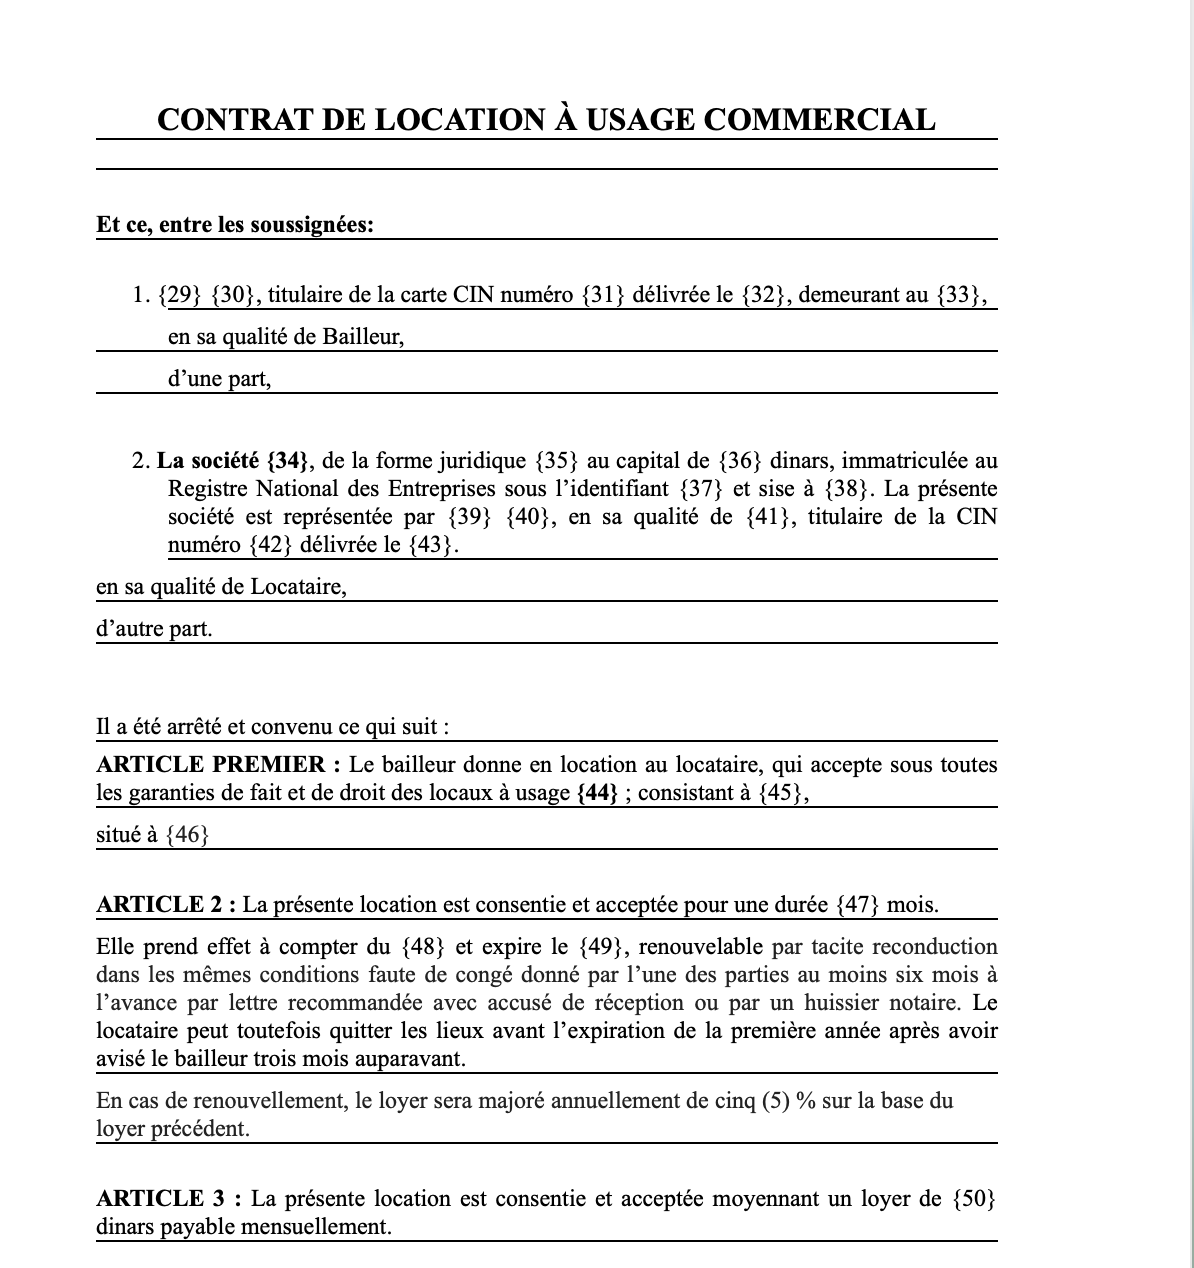 CONTRAT DE LOCATION À USAGE COMMERCIAL
Et ce, entre les soussignées:
1. {29} {30}, titulaire de la carte CIN numéro {31} délivrée le {32}, demeurant au {33},
en sa qualité de Bailleur,
d’une part,
2. La société {34}, de la forme juridique {35} au capital de {36} dinars, immatriculée au
Registre National des Entreprises sous l’identifiant {37} et sise à {38}. La présente
société est représentée par {39} {40}, en sa qualité de {41}, titulaire de la CIN
numéro {42} délivrée le {43}.
en sa qualité de Locataire,
d’autre part.
Il a été arrêté et convenu ce qui suit :
ARTICLE PREMIER : Le bailleur donne en location au locataire, qui accepte sous toutes
les garanties de fait et de droit des locaux à usage {44} ; consistant à {45},
situé à {46}
ARTICLE 2 : La présente location est consentie et acceptée pour une durée {47} mois.
Elle prend effet à compter du {48} et expire le {49}, renouvelable par tacite reconduction
dans les mêmes conditions faute de congé donné par l’une des parties au moins six mois à
l’avance par lettre recommandée avec accusé de réception ou par un huissier notaire. Le
locataire peut toutefois quitter les lieux avant l’expiration de la première année après avoir
avisé le bailleur trois mois auparavant.
En cas de renouvellement, le loyer sera majoré annuellement de cinq (5) % sur la base du
loyer précédent.
ARTICLE 3 : La présente location est consentie et acceptée moyennant un loyer de {50}
dinars payable mensuellement.